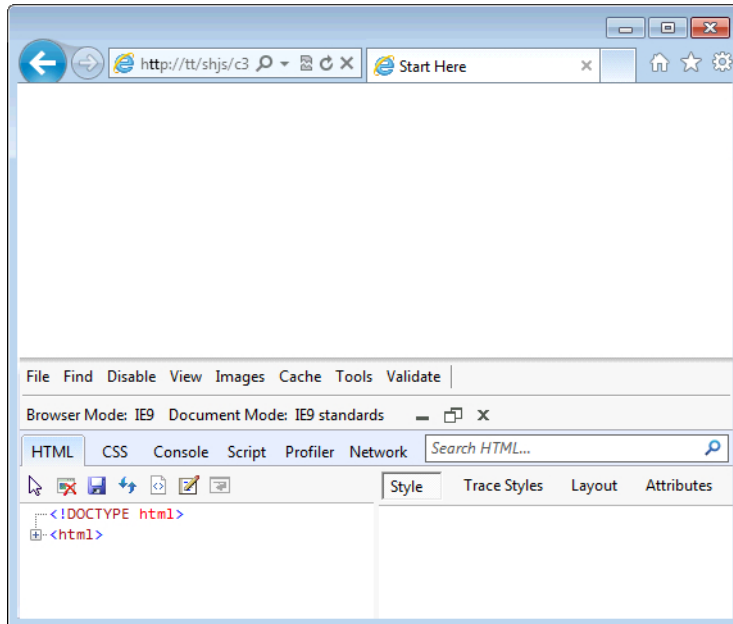 http://tt/shjs/c3
Start Here
File Find Disable View Images Cache Tools Validate
Browser Mode: IE9 Document Mode: IE9 standards
HTML CSS Console Script Profiler Network Search HTML...
Style Trace Styles Layout Attributes
<!DOCTYPE html>
<html>